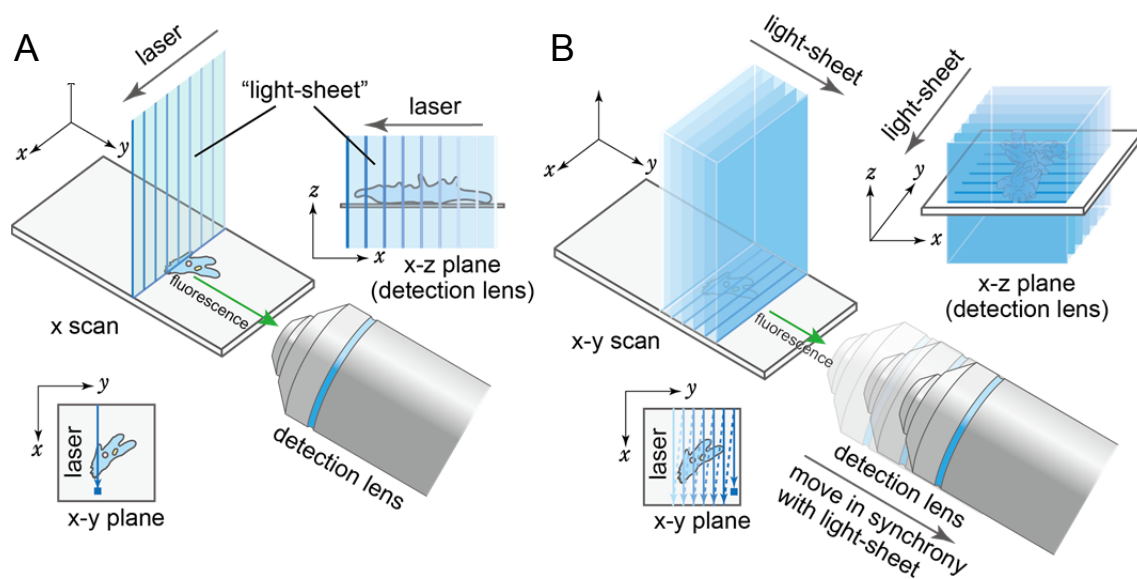 A
laser
"light-sheet"
laser
x
y
z
x
x-z plane
(detection lens)
fluorescence
x scan
y
x
laser
x-y plane
detection lens
B
light-sheet
light-sheet
x
y
z
y
x
x-z plane
(detection lens)
fluorescence
x-y scan
y
x
laser
x-y plane
detection lens
move in synchrony
with light-sheet